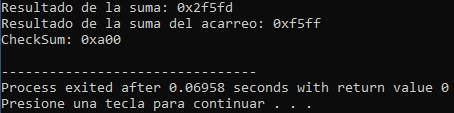 Resultado de la suma: 0x2f5fd
Resultado de la suma del acarreo: 0xf5ff
CheckSum: 0xa00
--------------------------------
Process exited after 0.06958 seconds with return value 0
Presione una tecla para continuar . . .